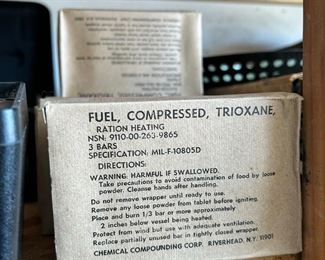 FUEL, COMPRESSED, TRIOXANE,
RATION HEATING
NSN: 9110-00-263-9865
3 BARS
SPECIFICATION: MIL-F-10805D
DIRECTIONS:
WARNING: HARMFUL IF SWALLOWED.
Take precautions to avoid contamination of food by loose
powder. Cleanse hands after handling.
Do not remove wrapper until ready to use.
Remove any loose powder from tablet before igniting.
Place and burn 1/3 bar or more approximately
2 inches below vessel being heated.
Protect from wind but use with adequate ventilation.
Replace partially unused bar in tightly closed wrapper.
CHEMICAL COMPOUNDING CORP. RIVERHEAD, N.Y. 11901